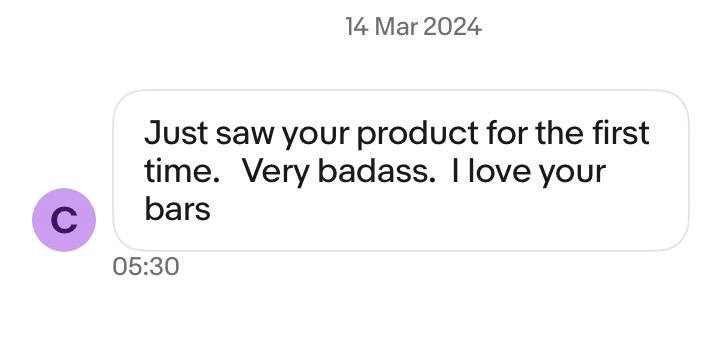 14 Mar 2024
Just saw your product for the first
time.   Very badass.  I love your
bars
C
05:30